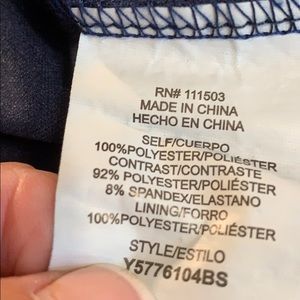 RN# 111503
MADE IN CHINA
HECHO EN CHINA
SELF/CUERPO
100%POLYESTER/POLIÉSTER
CONTRAST/CONTRASTE
92% POLYESTER/POLIÉSTER
8% SPANDEX/ELASTANO
LINING/FORRO
100%POLYESTER/POLIÉSTER
STYLE/ESTILO
Y5776104BS